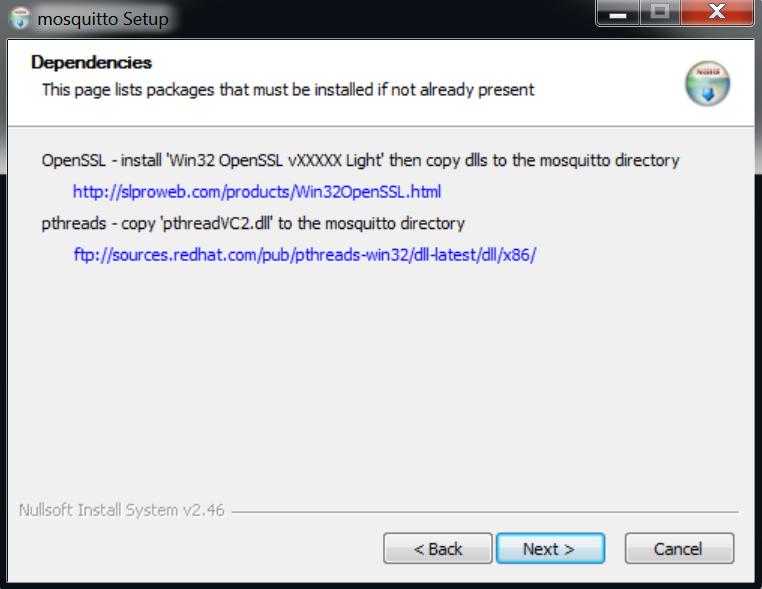 mosquitto Setup
Dependencies
This page lists packages that must be installed if not already present
OpenSSL - install 'Win32 OpenSSL vXXXXX Light' then copy dlls to the mosquitto directory
http://slproweb.com/products/Win32OpenSSL.html
pthreads - copy 'pthreadVC2.dll' to the mosquitto directory
ftp://sources.redhat.com/pub/pthreads-win32/dll-latest/dll/x86/
Nullsoft Install System v2.46
< Back Next > Cancel